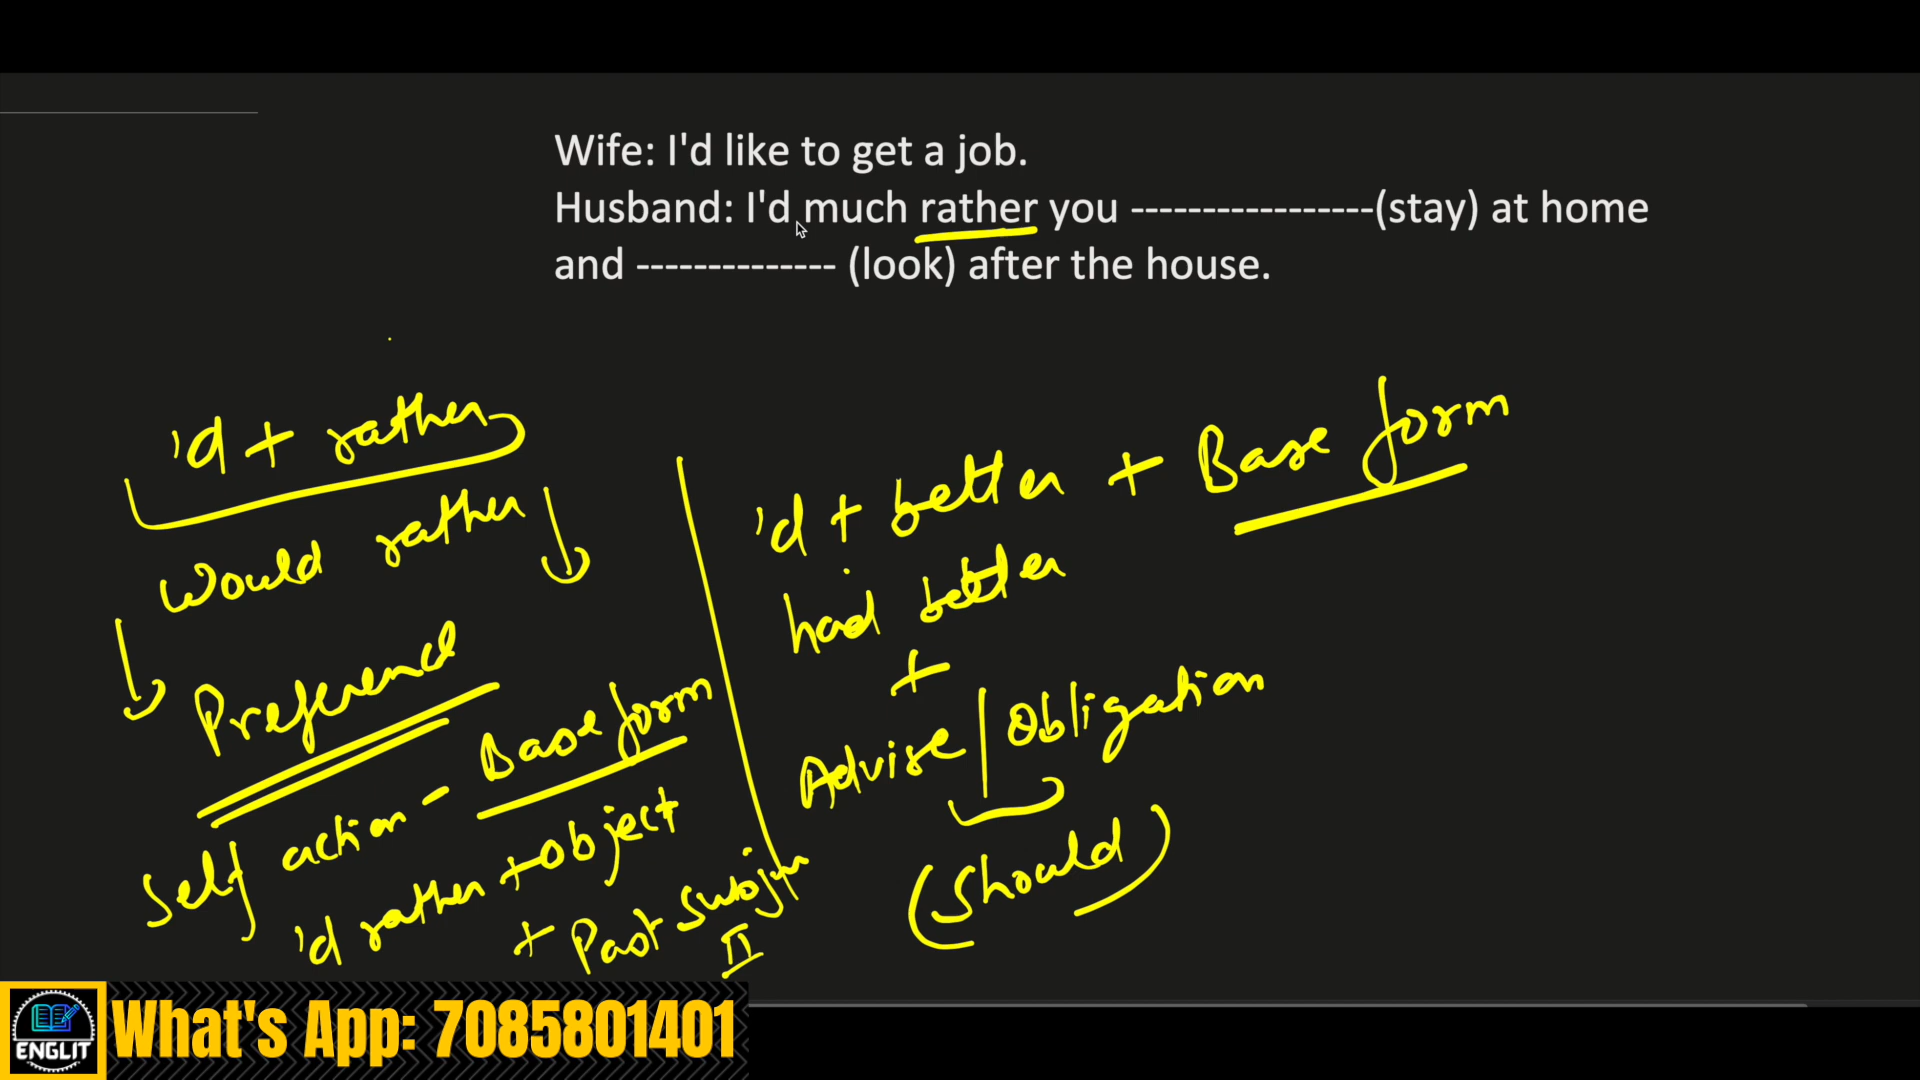 Wife: I'd like to get a job.
Husband: I'd much rather you -----------------(stay) at home
and -------------- (look) after the house.
'd + rather
would rather
Preference
Self action - Base form
'd rather + object
+ Past Subjn
II
'd + better + Base form
had better
+
Advise | Obligation
(Should)
ENGLIT
What's App: 7085801401